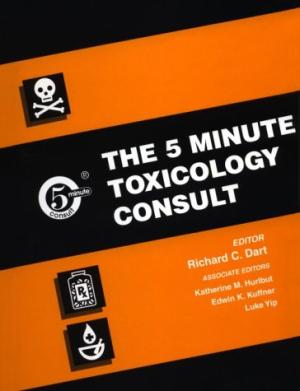 THE 5 MINUTE
TOXICOLOGY
CONSULT
5
minute
CONSULT
®
EDITOR
Richard C. Dart
ASSOCIATE EDITORS
Katherine M. Hurlbut
Edwin K. Kuffner
Luke Yip
Rx